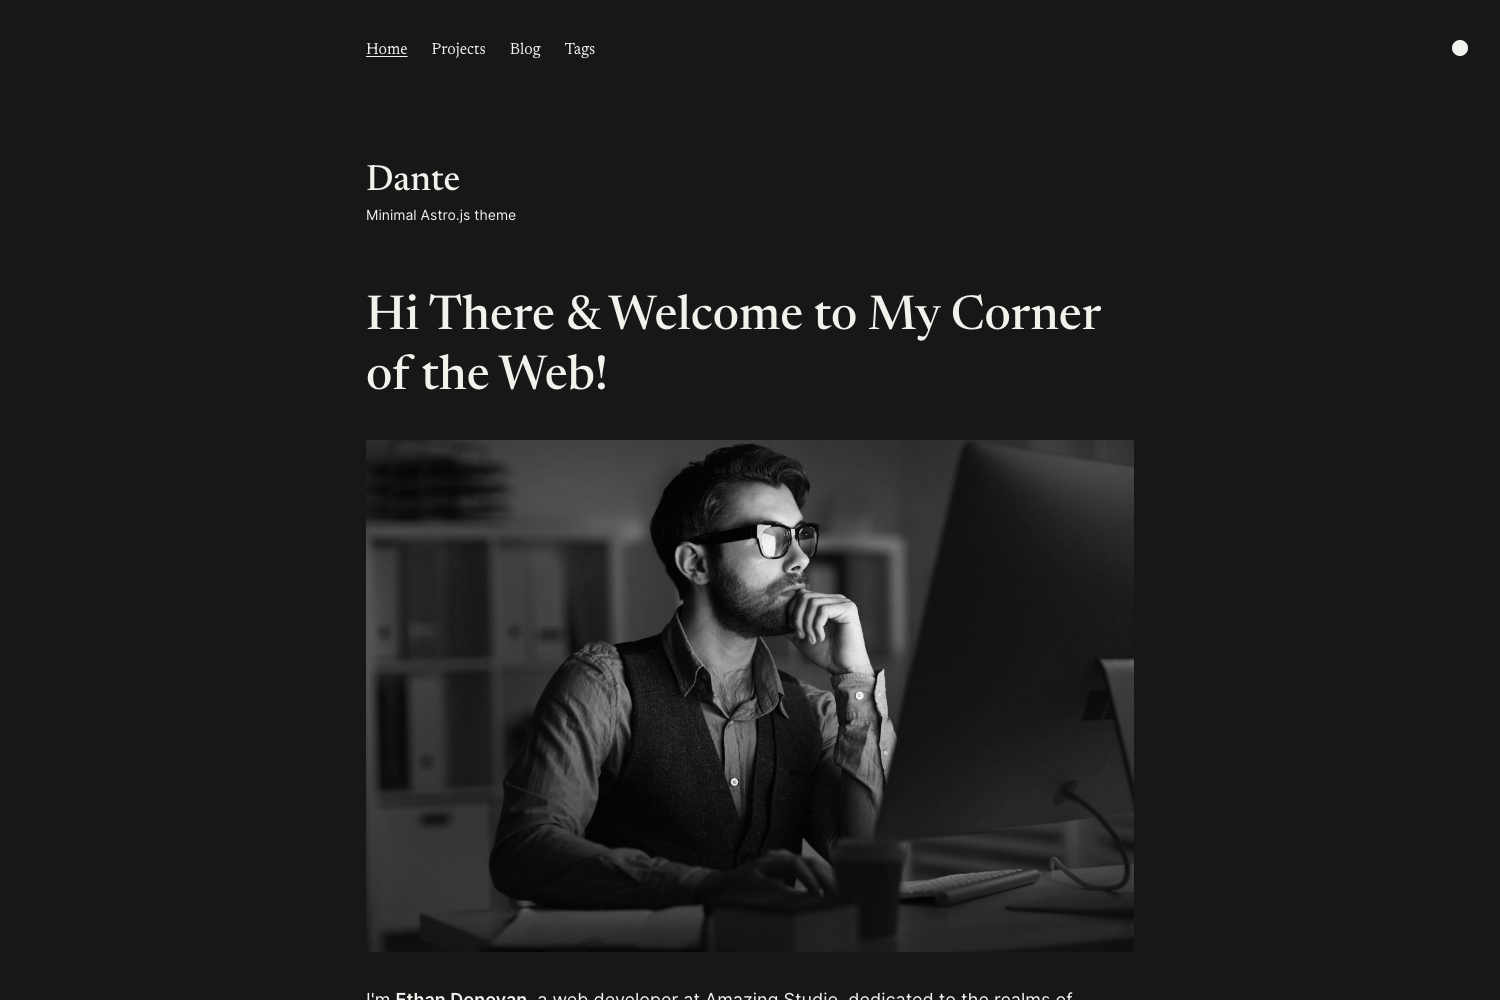 Home Projects Blog Tags
Dante
Minimal Astro.js theme
Hi There & Welcome to My Corner
of the Web!
I'm Ethan Donovan, a web developer at Amazing Studio, dedicated to the realms of